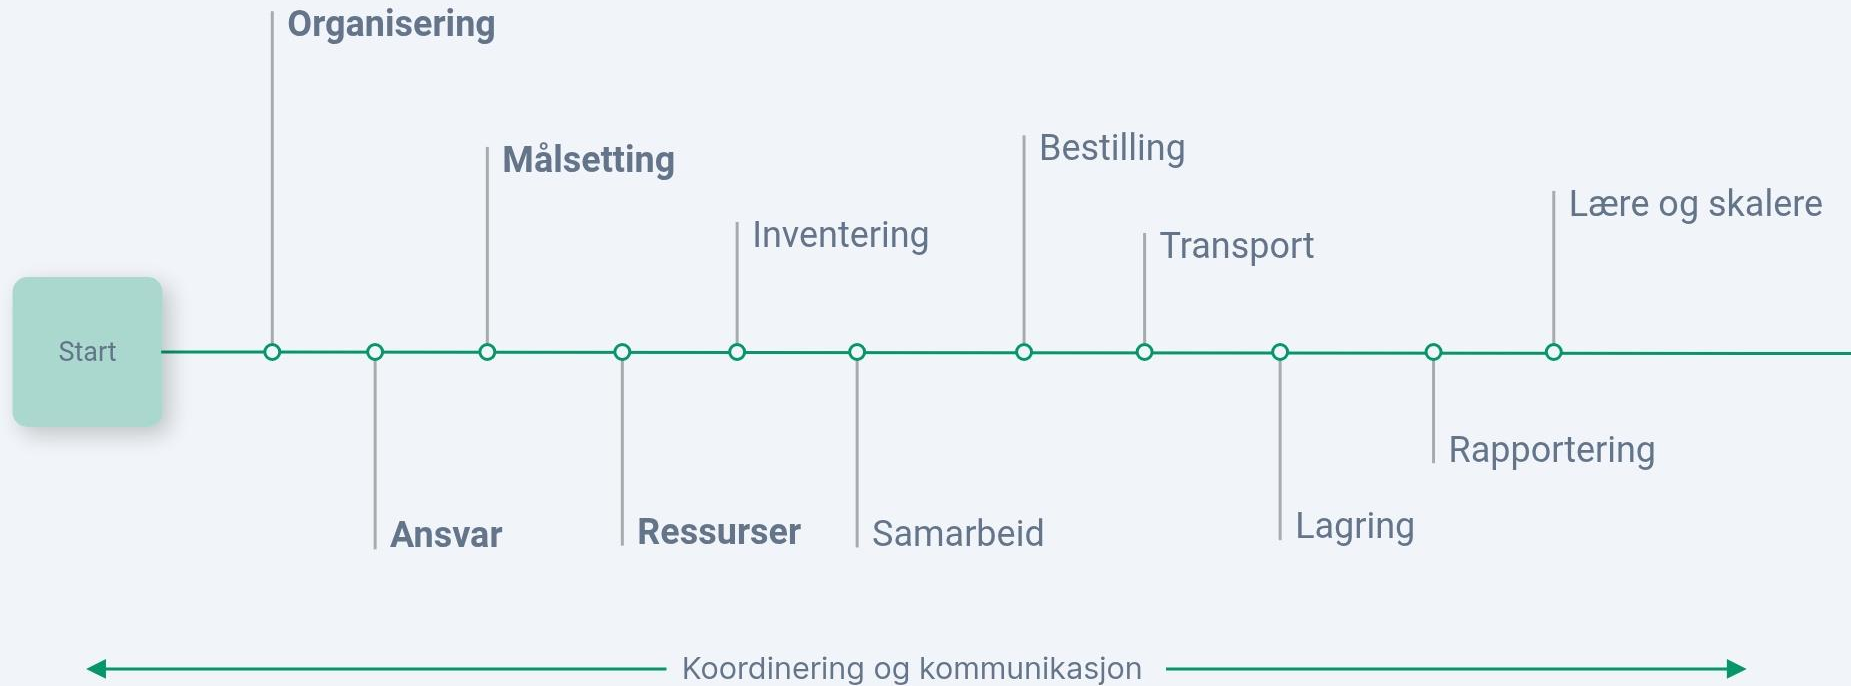 Organisering
Målsetting
Bestilling
Lære og skalere
Inventering
Transport
Start
Rapportering
Ansvar
Ressurser
Samarbeid
Lagring
Koordinering og kommunikasjon